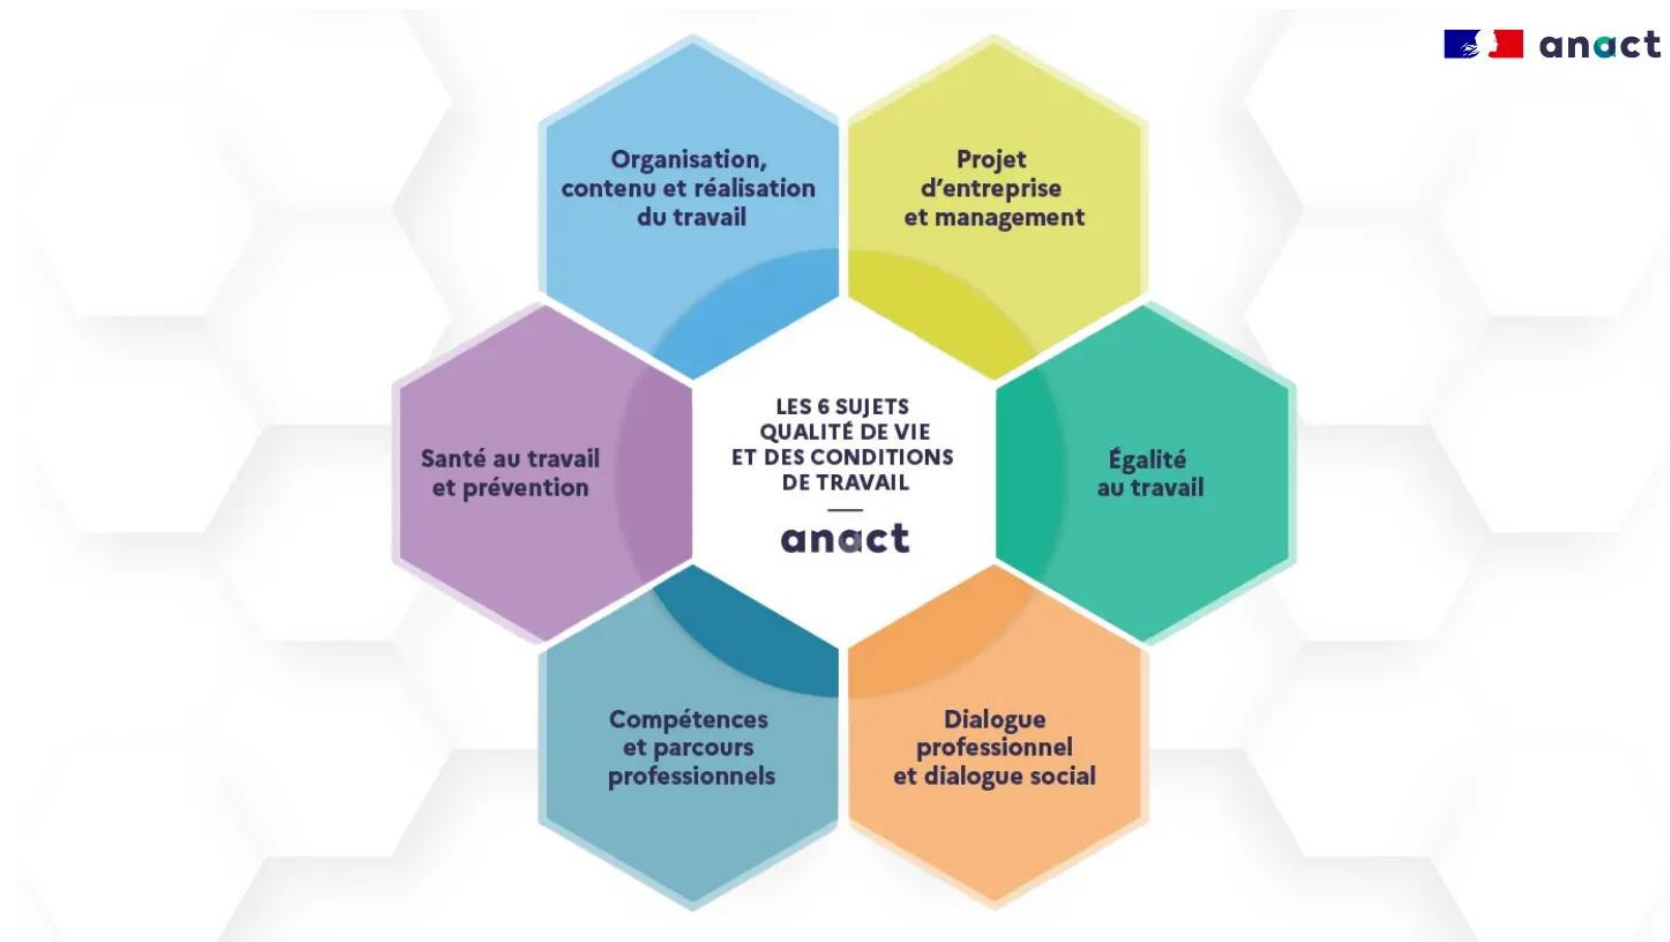 anact
Organisation,
contenu et réalisation
du travail
Projet
d’entreprise
et management
Santé au travail
et prévention
LES 6 SUJETS
QUALITÉ DE VIE
ET DES CONDITIONS
DE TRAVAIL
anact
Égalité
au travail
Compétences
et parcours
professionnels
Dialogue
professionnel
et dialogue social